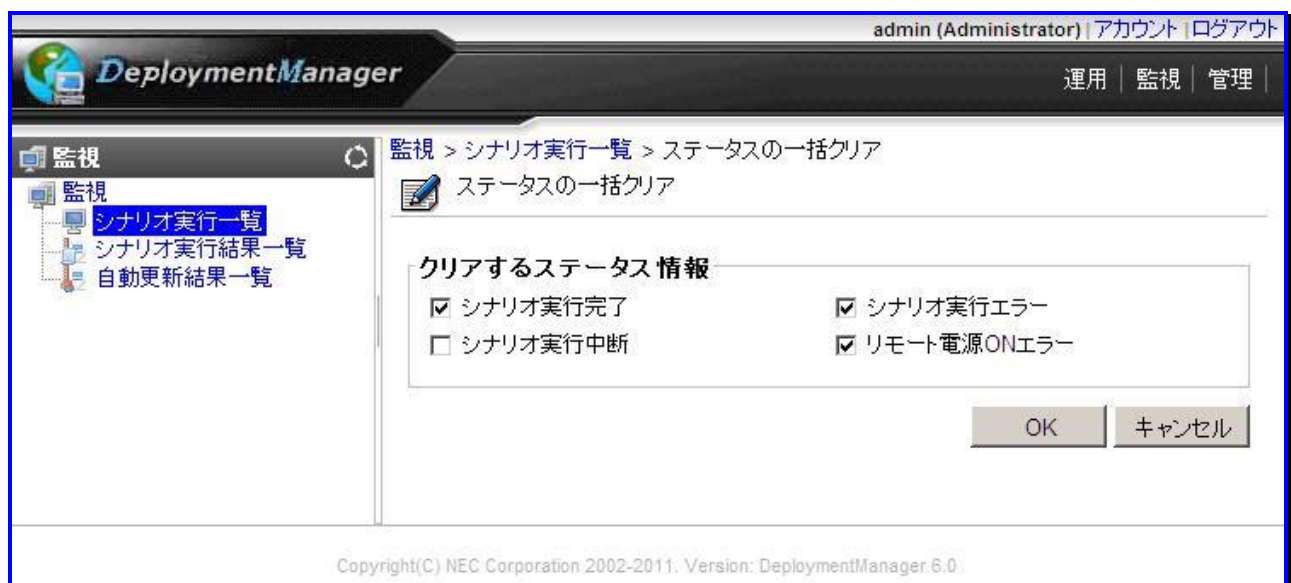 admin (Administrator) | アカウント | ログアウト
DeploymentManager
運用 | 監視 | 管理 |
監視
監視
シナリオ実行一覧
シナリオ実行結果一覧
自動更新結果一覧
監視 > シナリオ実行一覧 > ステータスの一括クリア
ステータスの一括クリア
クリアするステータス情報
シナリオ実行完了 シナリオ実行エラー
シナリオ実行中断 リモート電源ONエラー
OK キャンセル
Copyright(C) NEC Corporation 2002-2011. Version: DeploymentManager 6.0